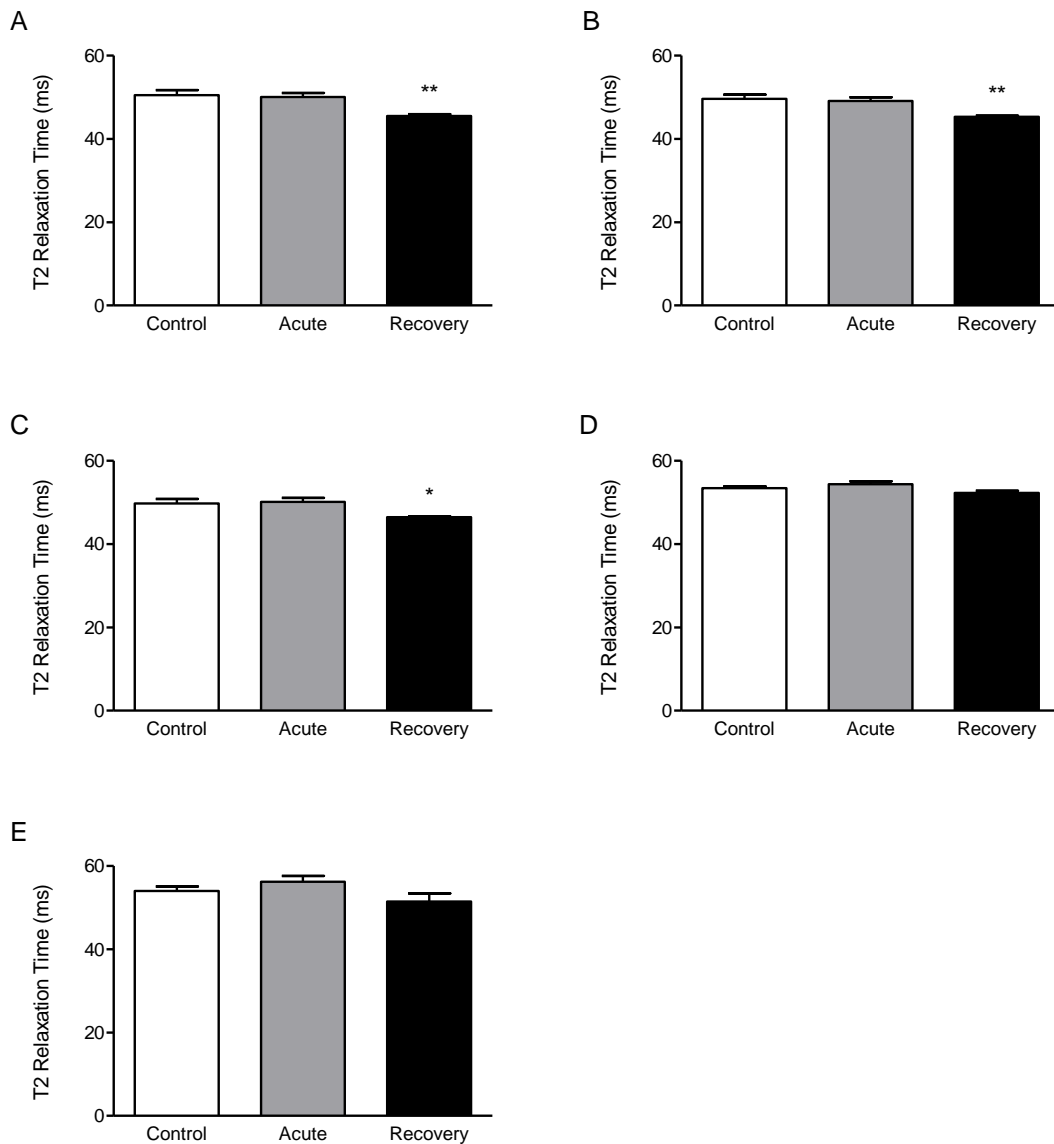 A
T2 Relaxation Time (ms)
60
40
20
0
**
Control Acute Recovery
B
T2 Relaxation Time (ms)
60
40
20
0
**
Control Acute Recovery
C
T2 Relaxation Time (ms)
60
40
20
0
*
Control Acute Recovery
D
T2 Relaxation Time (ms)
60
40
20
0
Control Acute Recovery
E
T2 Relaxation Time (ms)
60
40
20
0
Control Acute Recovery